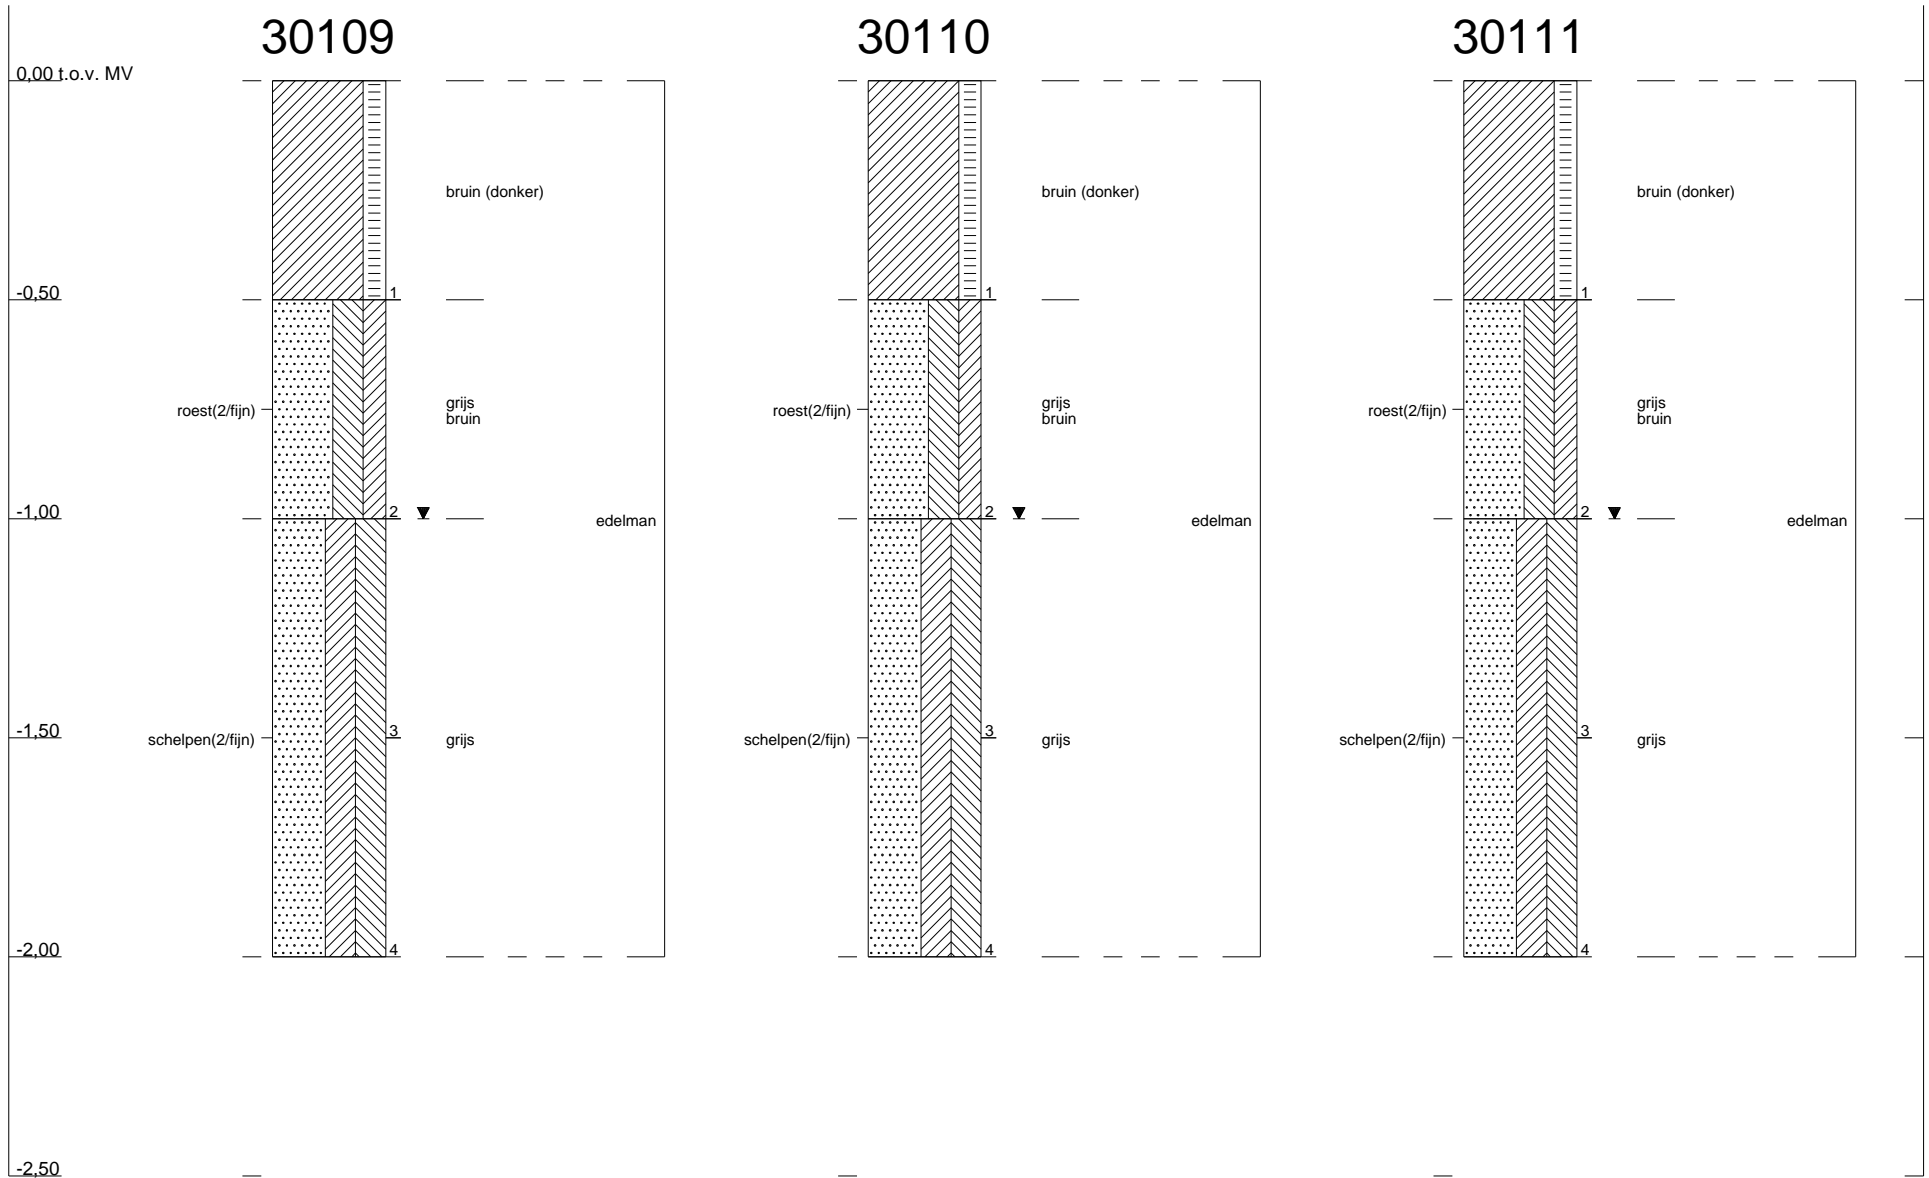 30109 30110 30111
0,00 t.o.v. MV
bruin (donker) bruin (donker) bruin (donker)
-0,50 1 1 1
roest(2/fijn) grijs roest(2/fijn) grijs roest(2/fijn) grijs
bruin bruin bruin
-1,00 2 edelman 2 edelman 2 edelman
-1,50 schelpen(2/fijn) 3 grijs schelpen(2/fijn) 3 grijs schelpen(2/fijn) 3 grijs
-2,00 4 4 4
-2,50